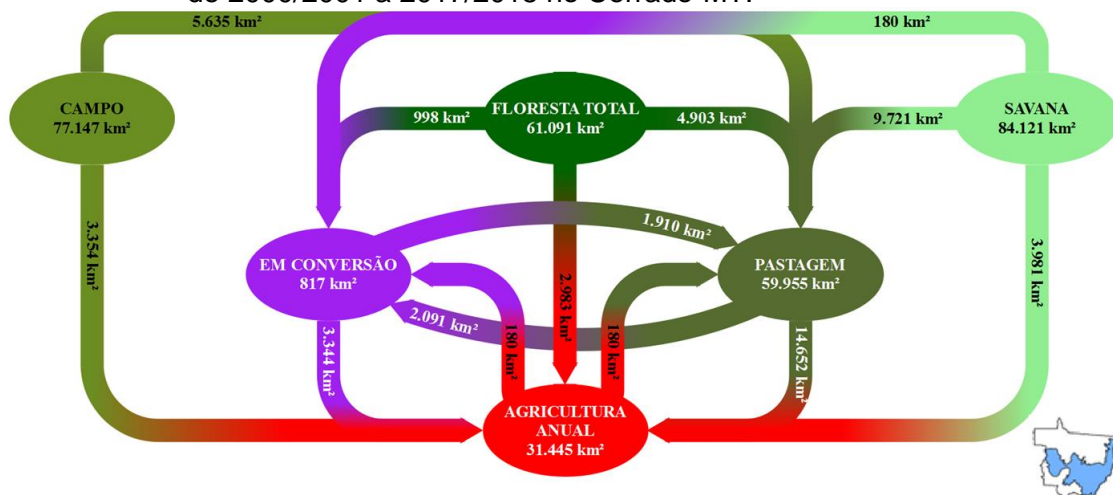 5.635 km²
180 km²
CAMPO
77.147 km²
998 km²
FLORESTA TOTAL
61.091 km²
4.903 km²
9.721 km²
SAVANA
84.121 km²
3.354 km²
1.910 km²
3.981 km²
EM CONVERSÃO
817 km²
2.983 km²
PASTAGEM
59.955 km²
2.091 km²
3.344 km²
180 km²
180 km²
14.652 km²
AGRICULTURA
ANUAL
31.445 km²